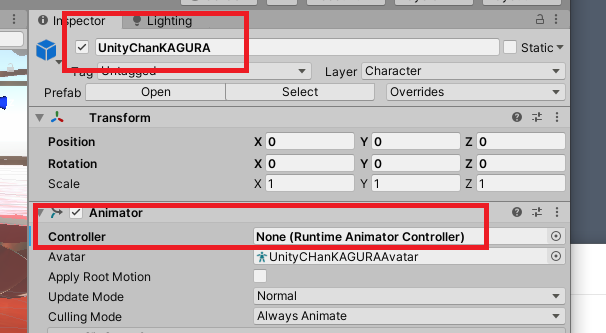 Inspector Lighting
UnityChanKAGURA Static
Tag Untagged Layer Character
Prefab Open Select Overrides
Transform
Position X 0 Y 0 Z 0
Rotation X 0 Y 0 Z 0
Scale X 1 Y 1 Z 1
Animator
Controller None (Runtime Animator Controller)
Avatar UnityCHanKAGURAAvatar
Apply Root Motion
Update Mode Normal
Culling Mode Always Animate